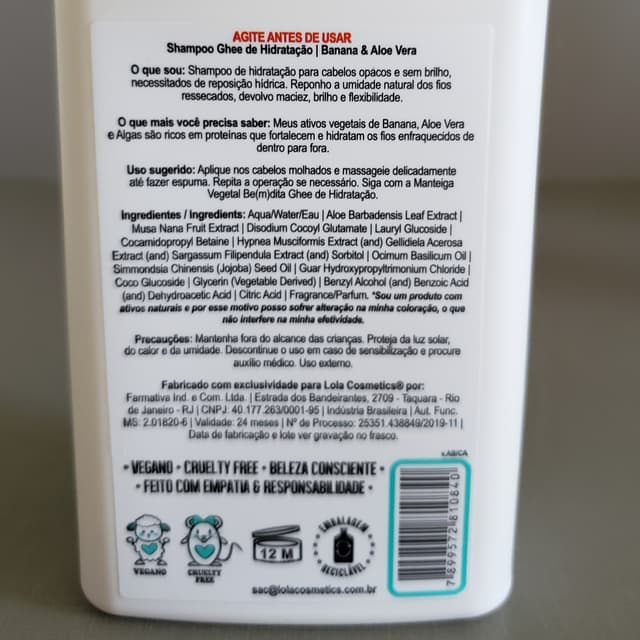 AGITE ANTES DE USAR
Shampoo Ghee de Hidratação | Banana & Aloe Vera
O que sou: Shampoo de hidratação para cabelos opacos e sem brilho,
necessitados de reposição hídrica. Reponho a umidade natural dos fios
ressecados, devolvo maciez, brilho e flexibilidade.
O que mais você precisa saber: Meus ativos vegetais de Banana, Aloe Vera
e Algas são ricos em proteínas que fortalecem e hidratam os fios enfraquecidos de
dentro para fora.
Uso sugerido: Aplique nos cabelos molhados e massageie delicadamente
até fazer espuma. Repita a operação se necessário. Siga com a Manteiga
Vegetal Be(m)dita Ghee de Hidratação.
Ingredientes / Ingredients: Aqua/Water/Eau | Aloe Barbadensis Leaf Extract |
Musa Nana Fruit Extract | Disodium Cocoyl Glutamate | Lauryl Glucoside |
Cocamidopropyl Betaine | Hypnea Musciformis Extract (and) Gellidiela Acerosa
Extract (and) Sargassum Filipendula Extract (and) Sorbitol | Ocimum Basilicum Oil |
Simmondsia Chinensis (Jojoba) Seed Oil | Guar Hydroxypropyltrimonium Chloride |
Coco Glucoside | Glycerin (Vegetable Derived) | Benzyl Alcohol (and) Benzoic Acid
(and) Dehydroacetic Acid | Citric Acid | Fragrance/Parfum. *Sou um produto com
ativos naturais e por esse motivo posso sofrer alteração na minha coloração, o que
não interfere na minha efetividade.
Precauções: Mantenha fora do alcance das crianças. Proteja da luz solar,
do calor e da umidade. Descontinue o uso em caso de sensibilização e procure
auxílio médico. Uso externo.
Fabricado com exclusividade para Lola Cosmetics® por:
Farmativa Ind. e Com. Ltda. | Estrada dos Bandeirantes, 2709 - Taquara - Rio
de Janeiro - RJ | CNPJ: 40.177.263/0001-95 | Indústria Brasileira | Aut. Func.
MS: 2.01820-6 | Validade: 24 meses | Nº de Processo: 25351.438849/2019-11 |
Data de fabricação e lote ver gravação no frasco.
• VEGANO • CRUELTY FREE • BELEZA CONSCIENTE •
• FEITO COM EMPATIA & RESPONSABILIDADE •
VEGANO
CRUELTY
FREE
12 M
EMBALAGEM
RECICLÁVEL
sac@lolacosmetics.com.br
7 899572 810840